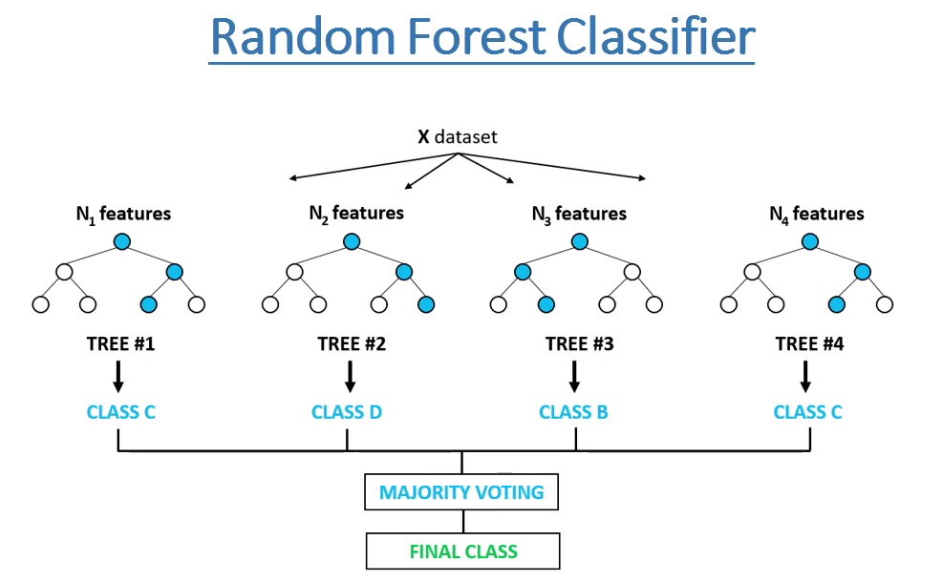 Random Forest Classifier
X dataset
N1 features N2 features N3 features N4 features
TREE #1 TREE #2 TREE #3 TREE #4
CLASS C CLASS D CLASS B CLASS C
MAJORITY VOTING
FINAL CLASS